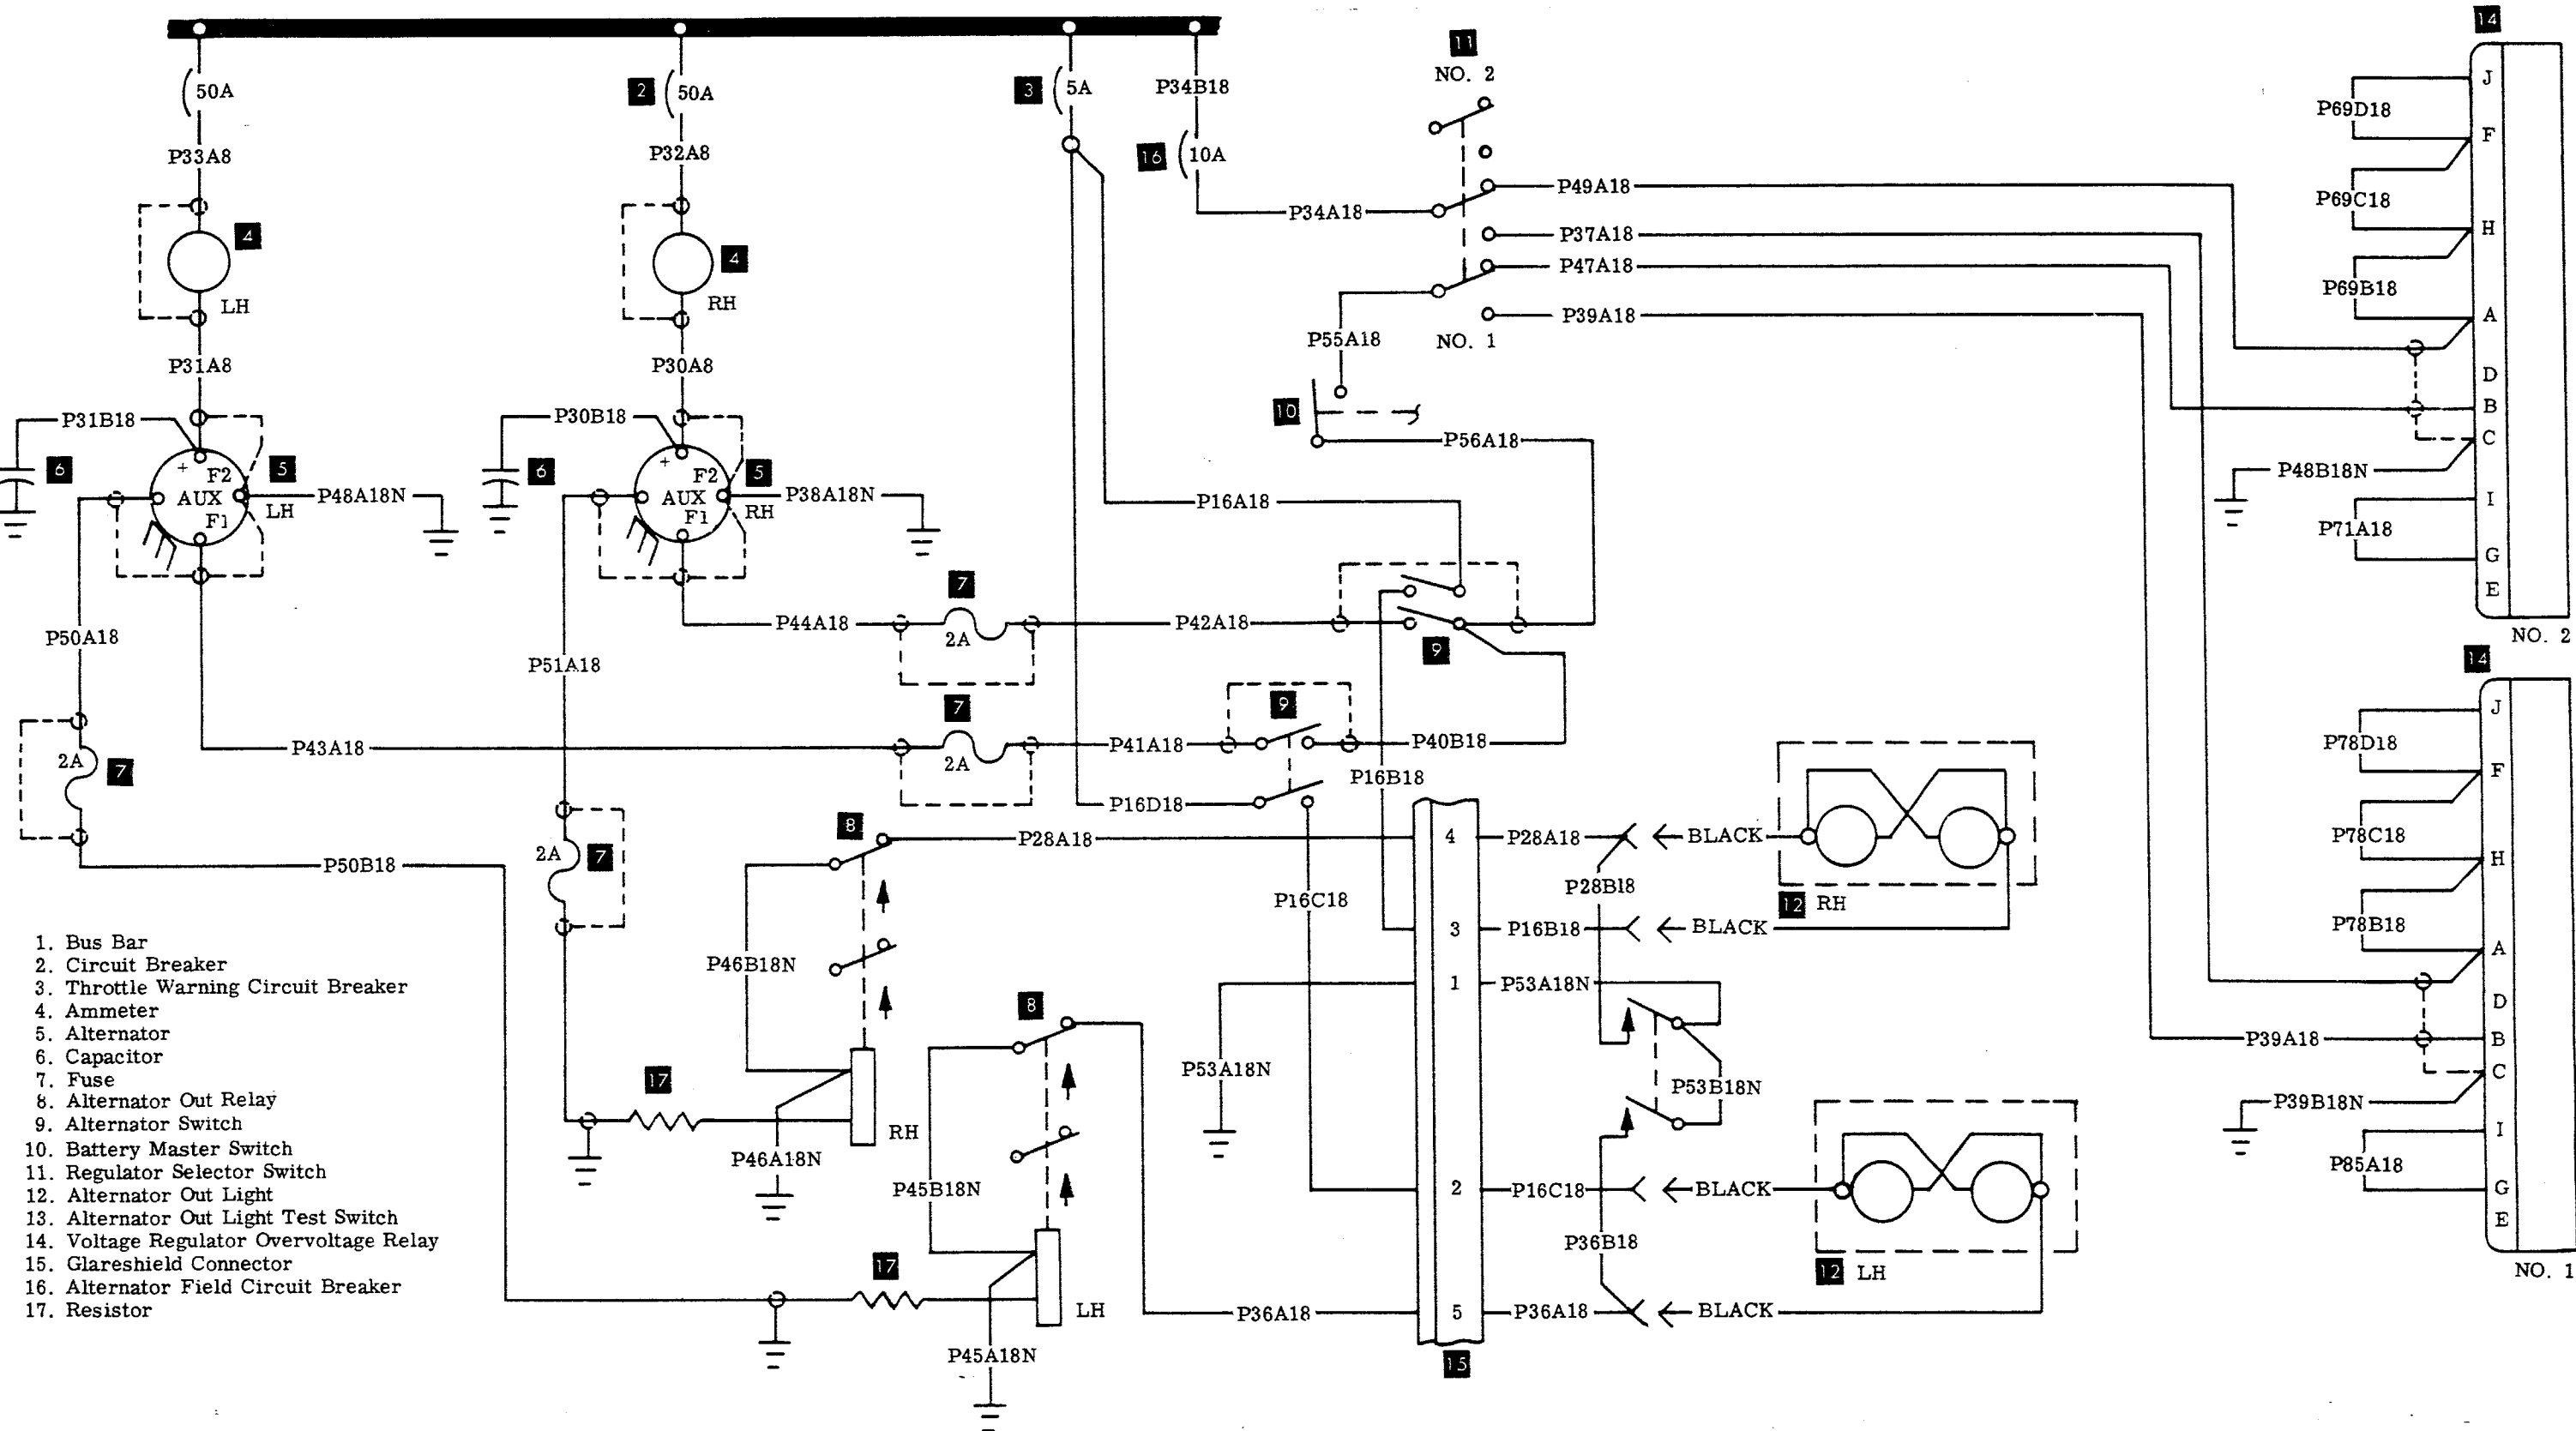 14
11
NO. 2
J
50A
2
50A
3
5A
P34B18
P69D18
F
P33A8
P32A8
16
10A
P49A18
P69C18
P34A18
H
4
P37A18
4
P47A18
P69B18
LH
RH
P39A18
A
P55A18
NO. 1
P31A8
P30A8
D
B
P31B18
P30B18
10
P56A18
C
6
+
F2
5
6
+
F2
5
P48B18N
AUX
P48A18N
AUX
P38A18N
P16A18
I
LH
RH
F1
F1
P71A18
G
E
7
P50A18
P44A18
2A
P42A18
9
NO. 2
P51A18
14
7
9
J
P43A18
2A
P41A18
P40B18
P78D18
2A
7
P16B18
F
P16D18
8
P28A18
4
P28A18
BLACK
P78C18
2A
7
H
P50B18
P28B18
P16C18
12
RH
3
P16B18
BLACK
P78B18
A
P46B18N
1
P53A18N
8
D
P39A18
B
P53A18N
P53B18N
C
17
P39B18N
RH
I
P46A18N
P85A18
P45B18N
2
P16C18
BLACK
G
E
P36B18
17
12
LH
NO. 1
LH
P36A18
5
P36A18
BLACK
P45A18N
15
1. Bus Bar
2. Circuit Breaker
3. Throttle Warning Circuit Breaker
4. Ammeter
5. Alternator
6. Capacitor
7. Fuse
8. Alternator Out Relay
9. Alternator Switch
10. Battery Master Switch
11. Regulator Selector Switch
12. Alternator Out Light
13. Alternator Out Light Test Switch
14. Voltage Regulator Overvoltage Relay
15. Glareshield Connector
16. Alternator Field Circuit Breaker
17. Resistor